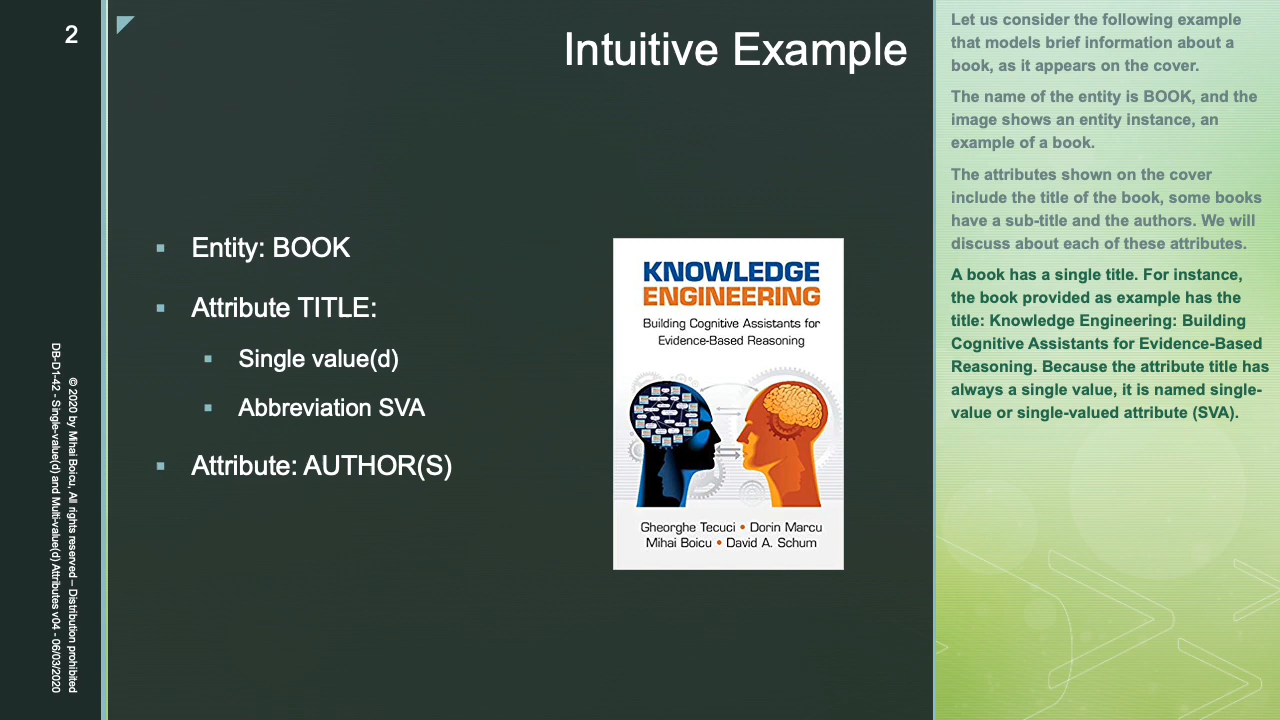 2
Intuitive Example
Entity: BOOK
Attribute TITLE:
Single value(d)
Abbreviation SVA
Attribute: AUTHOR(S)
KNOWLEDGE
ENGINEERING
Building Cognitive Assistants for
Evidence-Based Reasoning
Gheorghe Tecuci • Dorin Marcu
Mihai Boicu • David A. Schum
Let us consider the following example
that models brief information about a
book, as it appears on the cover.
The name of the entity is BOOK, and the
image shows an entity instance, an
example of a book.
The attributes shown on the cover
include the title of the book, some books
have a sub-title and the authors. We will
discuss about each of these attributes.
A book has a single title. For instance,
the book provided as example has the
title: Knowledge Engineering: Building
Cognitive Assistants for Evidence-Based
Reasoning. Because the attribute title has
always a single value, it is named single-
value or single-valued attribute (SVA).
© 2020 by Mihai Boicu, All rights reserved – Distribution prohibited
DB-D1-42 - Single-value(d) and Multi-value(d) Attributes v04 - 06/03/2020